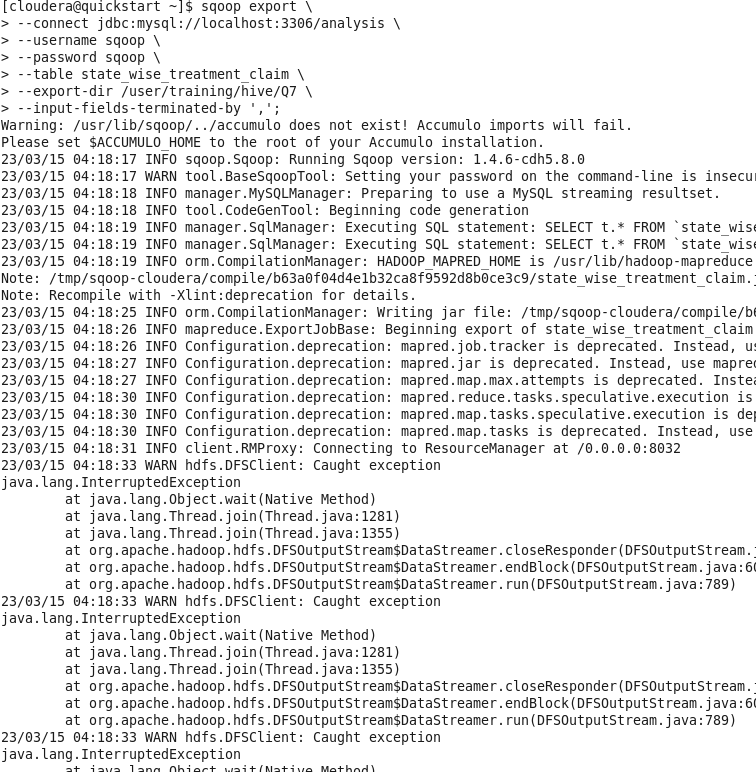 [cloudera@quickstart ~]$ sqoop export \
> --connect jdbc:mysql://localhost:3306/analysis \
> --username sqoop \
> --password sqoop \
> --table state_wise_treatment_claim \
> --export-dir /user/training/hive/Q7 \
> --input-fields-terminated-by ',';
Warning: /usr/lib/sqoop/../accumulo does not exist! Accumulo imports will fail.
Please set $ACCUMULO_HOME to the root of your Accumulo installation.
23/03/15 04:18:17 INFO sqoop.Sqoop: Running Sqoop version: 1.4.6-cdh5.8.0
23/03/15 04:18:17 WARN tool.BaseSqoopTool: Setting your password on the command-line is insecur
23/03/15 04:18:18 INFO manager.MySQLManager: Preparing to use a MySQL streaming resultset.
23/03/15 04:18:18 INFO tool.CodeGenTool: Beginning code generation
23/03/15 04:18:19 INFO manager.SqlManager: Executing SQL statement: SELECT t.* FROM `state_wise
23/03/15 04:18:19 INFO manager.SqlManager: Executing SQL statement: SELECT t.* FROM `state_wise
23/03/15 04:18:19 INFO orm.CompilationManager: HADOOP_MAPRED_HOME is /usr/lib/hadoop-mapreduce
Note: /tmp/sqoop-cloudera/compile/b63a0f04d4e1b32ca8f9592d8b0ce3c9/state_wise_treatment_claim.j
Note: Recompile with -Xlint:deprecation for details.
23/03/15 04:18:25 INFO orm.CompilationManager: Writing jar file: /tmp/sqoop-cloudera/compile/b6
23/03/15 04:18:26 INFO mapreduce.ExportJobBase: Beginning export of state_wise_treatment_claim
23/03/15 04:18:26 INFO Configuration.deprecation: mapred.job.tracker is deprecated. Instead, us
23/03/15 04:18:27 INFO Configuration.deprecation: mapred.jar is deprecated. Instead, use mapred
23/03/15 04:18:27 INFO Configuration.deprecation: mapred.map.max.attempts is deprecated. Instea
23/03/15 04:18:30 INFO Configuration.deprecation: mapred.reduce.tasks.speculative.execution is
23/03/15 04:18:30 INFO Configuration.deprecation: mapred.map.tasks.speculative.execution is dep
23/03/15 04:18:30 INFO Configuration.deprecation: mapred.map.tasks is deprecated. Instead, use
23/03/15 04:18:31 INFO client.RMProxy: Connecting to ResourceManager at /0.0.0.0:8032
23/03/15 04:18:33 WARN hdfs.DFSClient: Caught exception
java.lang.InterruptedException
at java.lang.Object.wait(Native Method)
at java.lang.Thread.join(Thread.java:1281)
at java.lang.Thread.join(Thread.java:1355)
at org.apache.hadoop.hdfs.DFSOutputStream$DataStreamer.closeResponder(DFSOutputStream.j
at org.apache.hadoop.hdfs.DFSOutputStream$DataStreamer.endBlock(DFSOutputStream.java:60
at org.apache.hadoop.hdfs.DFSOutputStream$DataStreamer.run(DFSOutputStream.java:789)
23/03/15 04:18:33 WARN hdfs.DFSClient: Caught exception
java.lang.InterruptedException
at java.lang.Object.wait(Native Method)
at java.lang.Thread.join(Thread.java:1281)
at java.lang.Thread.join(Thread.java:1355)
at org.apache.hadoop.hdfs.DFSOutputStream$DataStreamer.closeResponder(DFSOutputStream.j
at org.apache.hadoop.hdfs.DFSOutputStream$DataStreamer.endBlock(DFSOutputStream.java:60
at org.apache.hadoop.hdfs.DFSOutputStream$DataStreamer.run(DFSOutputStream.java:789)
23/03/15 04:18:33 WARN hdfs.DFSClient: Caught exception
java.lang.InterruptedException
at java.lang.Object.wait(Native Method)